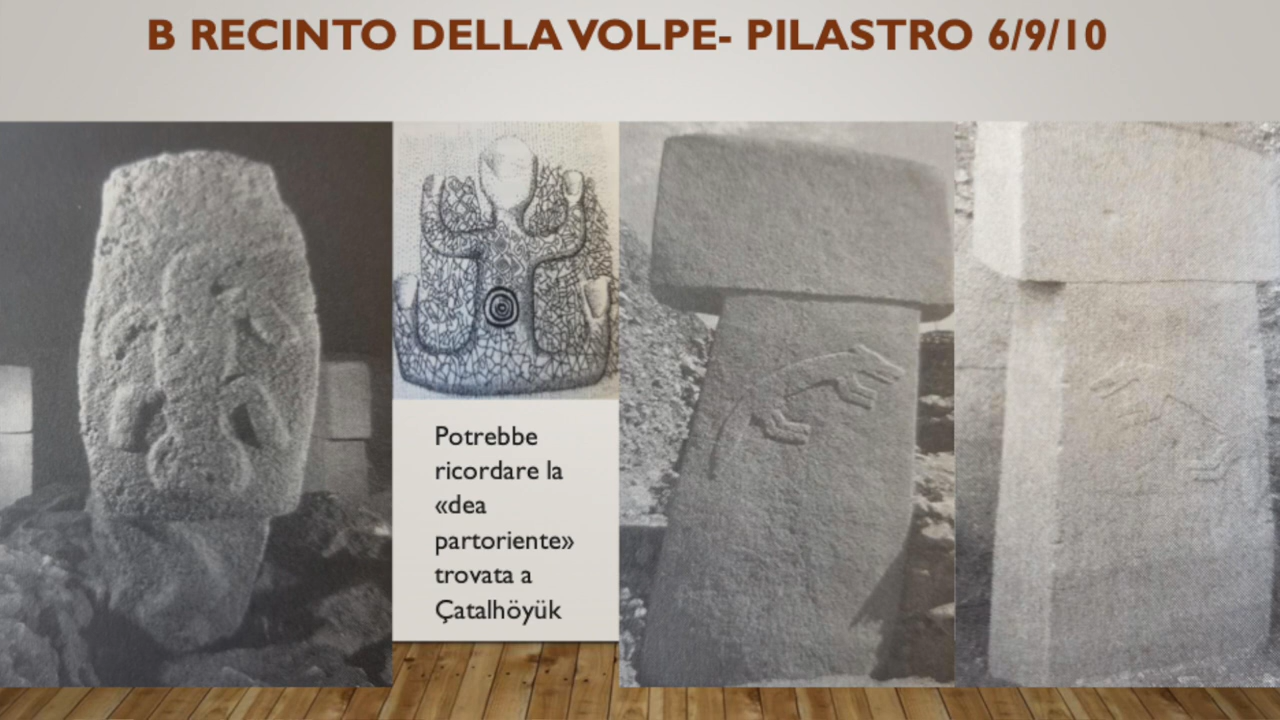 B RECINTO DELLA VOLPE- PILASTRO 6/9/10
Potrebbe
ricordare la
«dea
partoriente»
trovata a
Çatalhöyük